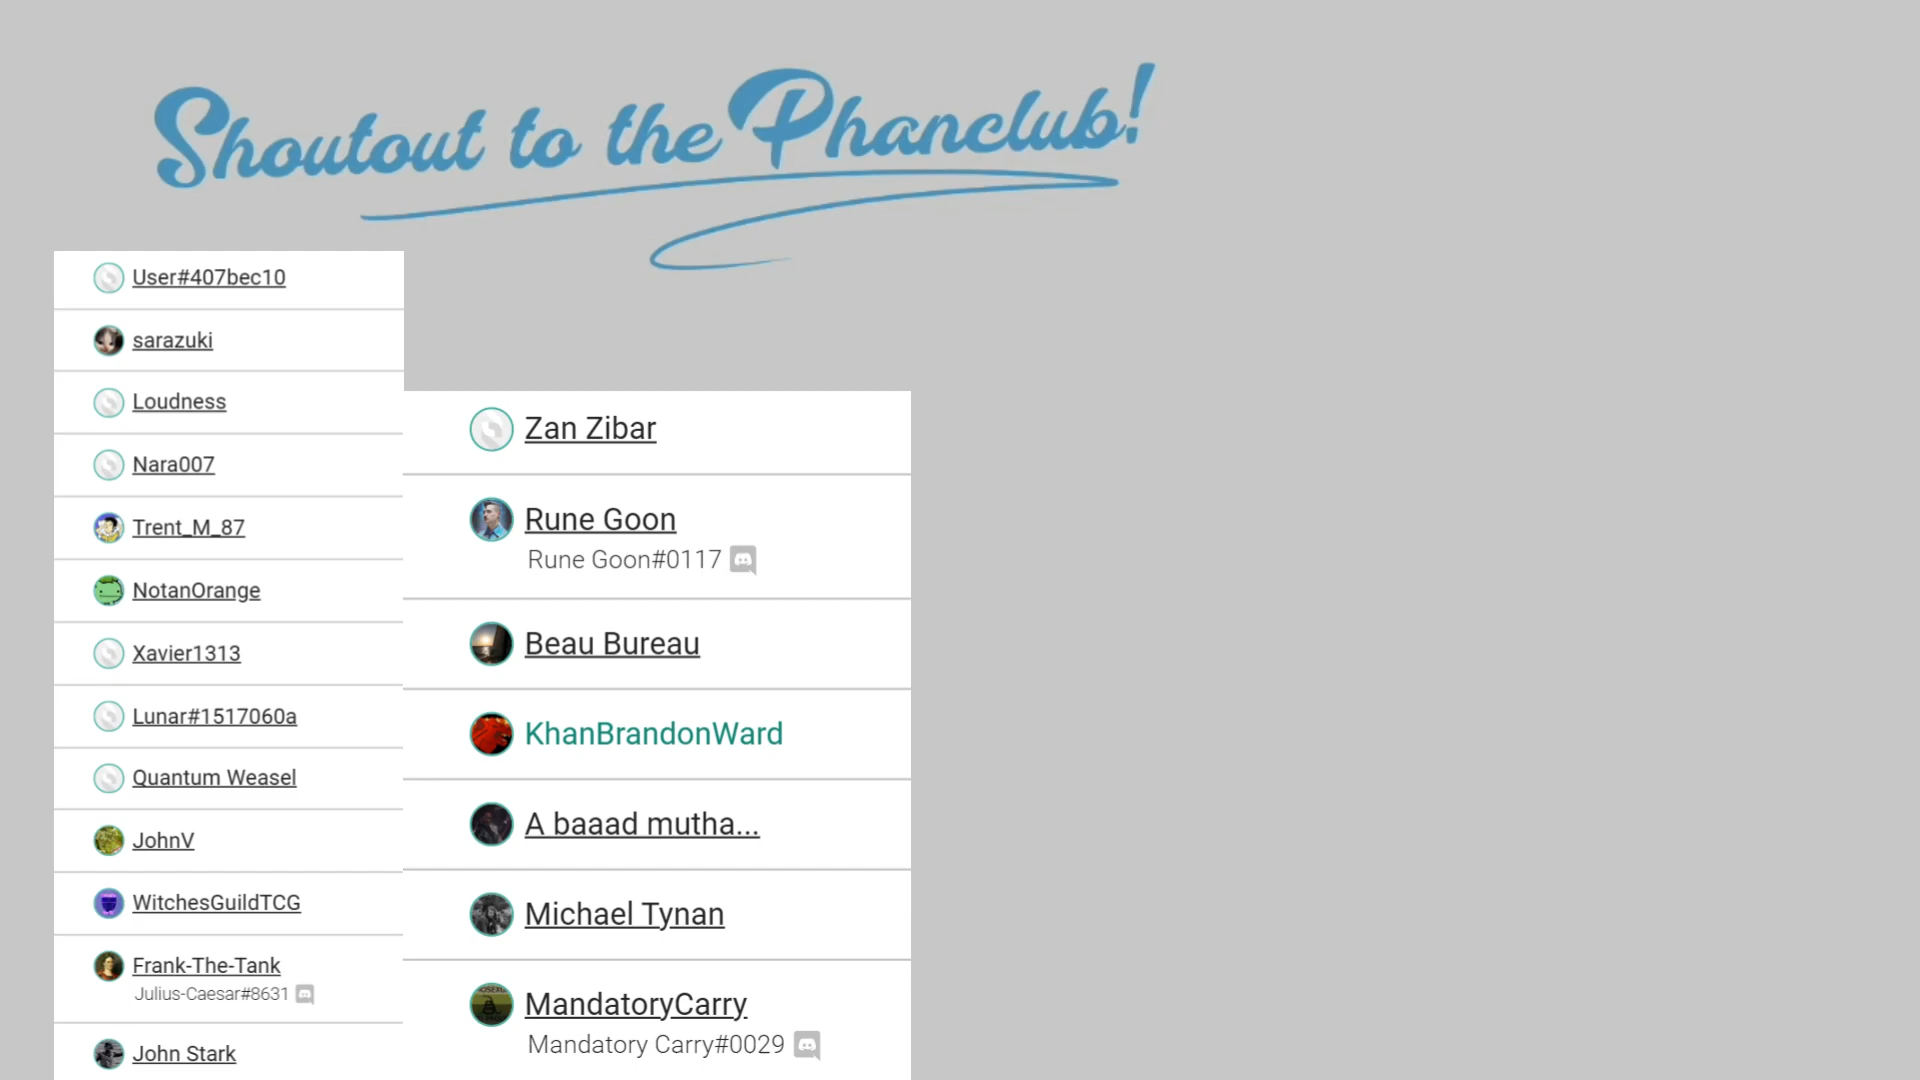 Shoutout to the Phanclub!
User#407bec10
sarazuki
Loudness
Nara007
Trent_M_87
NotanOrange
Xavier1313
Lunar#1517060a
Quantum Weasel
JohnV
WitchesGuildTCG
Frank-The-Tank
Julius-Caesar#8631
John Stark
Zan Zibar
Rune Goon
Rune Goon#0117
Beau Bureau
KhanBrandonWard
A baaad mutha...
Michael Tynan
MandatoryCarry
Mandatory Carry#0029